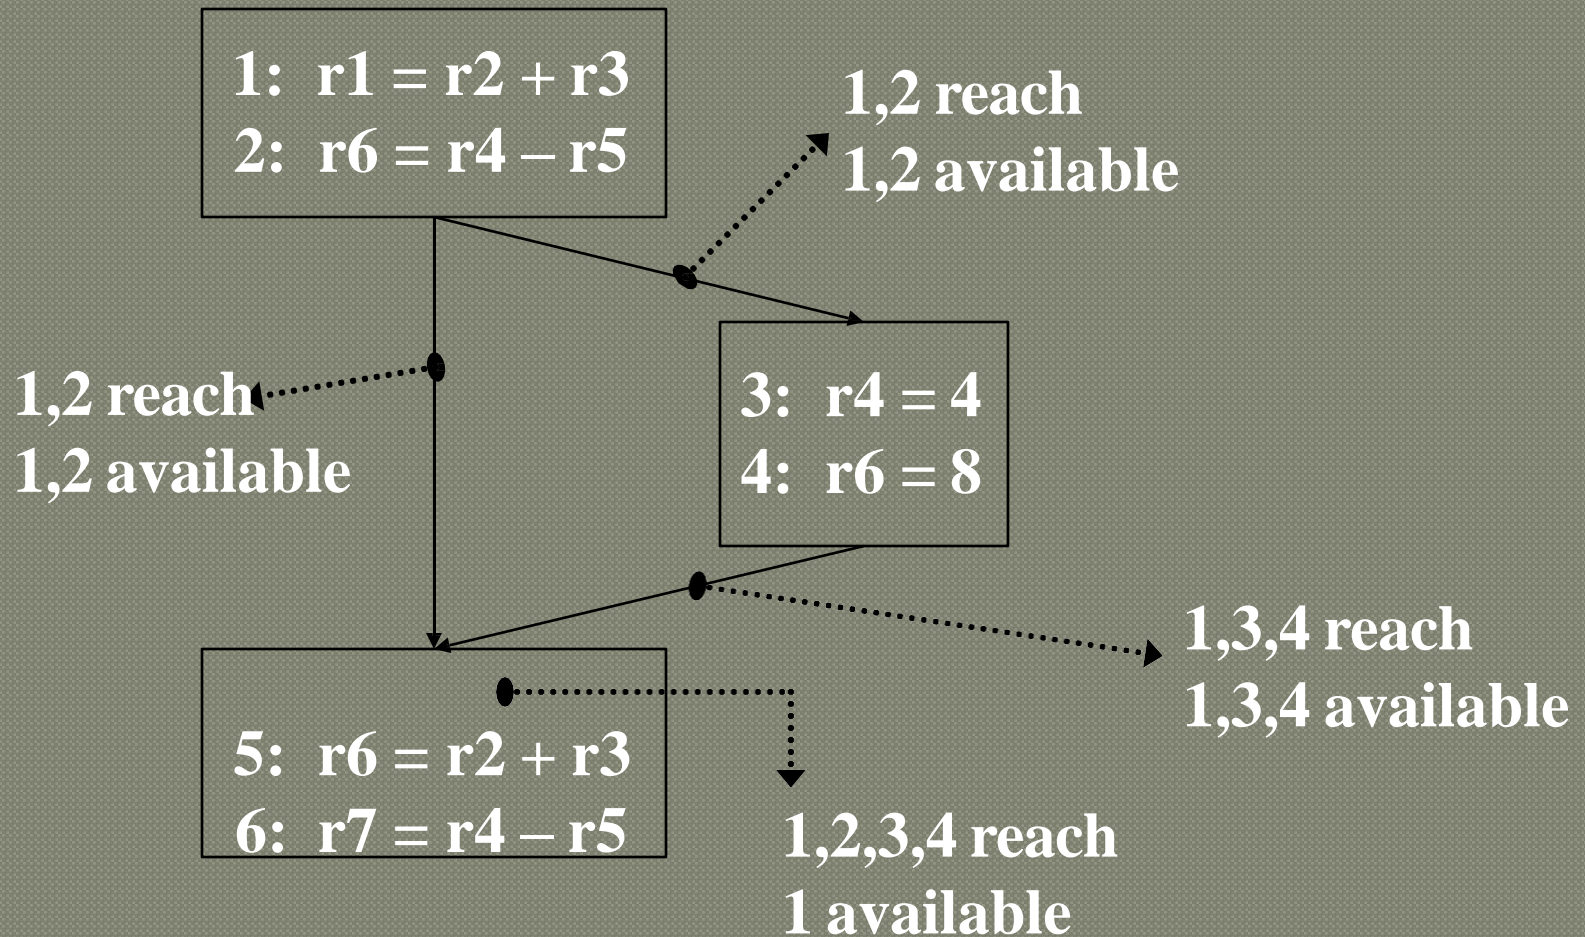 1: r1 = r2 + r3
2: r6 = r4 – r5
1,2 reach
1,2 available
1,2 reach
1,2 available
3: r4 = 4
4: r6 = 8
1,3,4 reach
1,3,4 available
5: r6 = r2 + r3
6: r7 = r4 – r5
1,2,3,4 reach
1 available